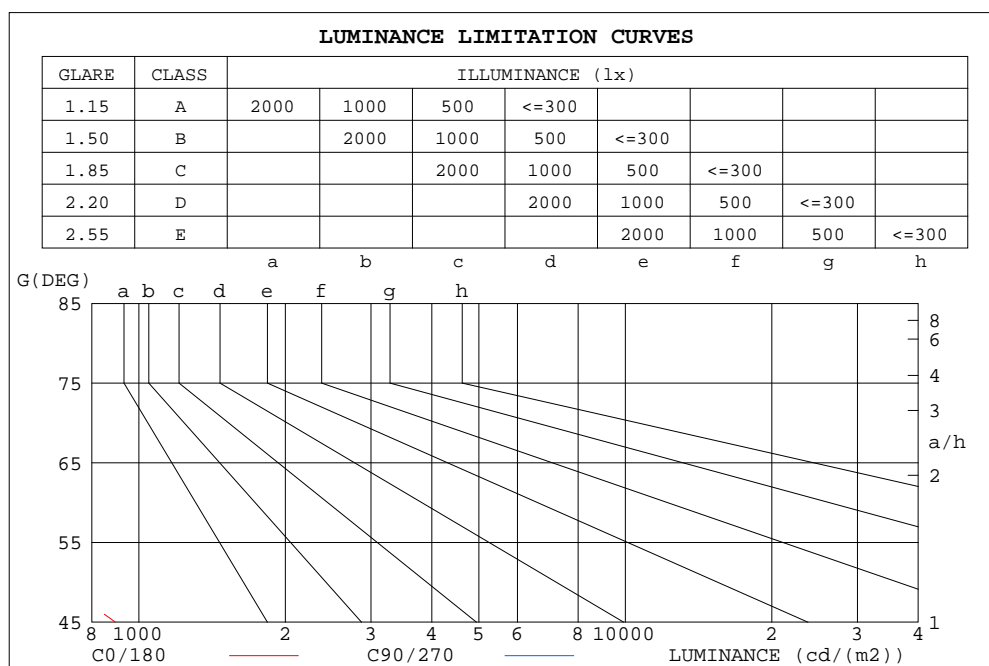 LUMINANCE LIMITATION CURVES
GLARE CLASS ILLUMINANCE (lx)
1.15 A 2000 1000 500 <=300
1.50 B 2000 1000 500 <=300
1.85 C 2000 1000 500 <=300
2.20 D 2000 1000 500 <=300
2.55 E 2000 1000 500 <=300
a b c d e f g h
G(DEG)
a b c d e f g h
85
8
6
75
4
3
a/h
65
2
55
45
1
8 1000 2 3 4 5 6 8 10000 2 3 4
C0/180 C90/270 LUMINANCE (cd/(m2))